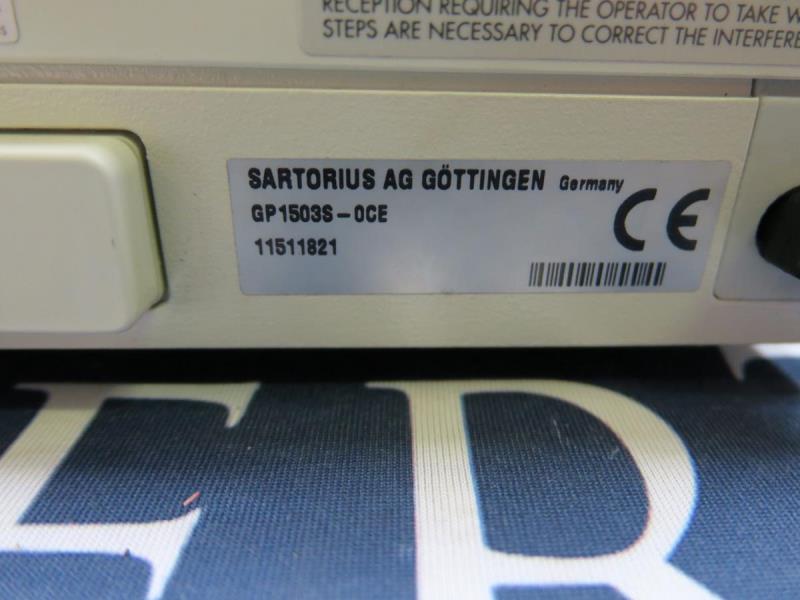 RECEPTION REQUIRING THE OPERATOR TO TAKE
STEPS ARE NECESSARY TO CORRECT THE
SARTORIUS AG GÖTTINGEN Germany
GP1503S-0CE
CE
11511821
ER